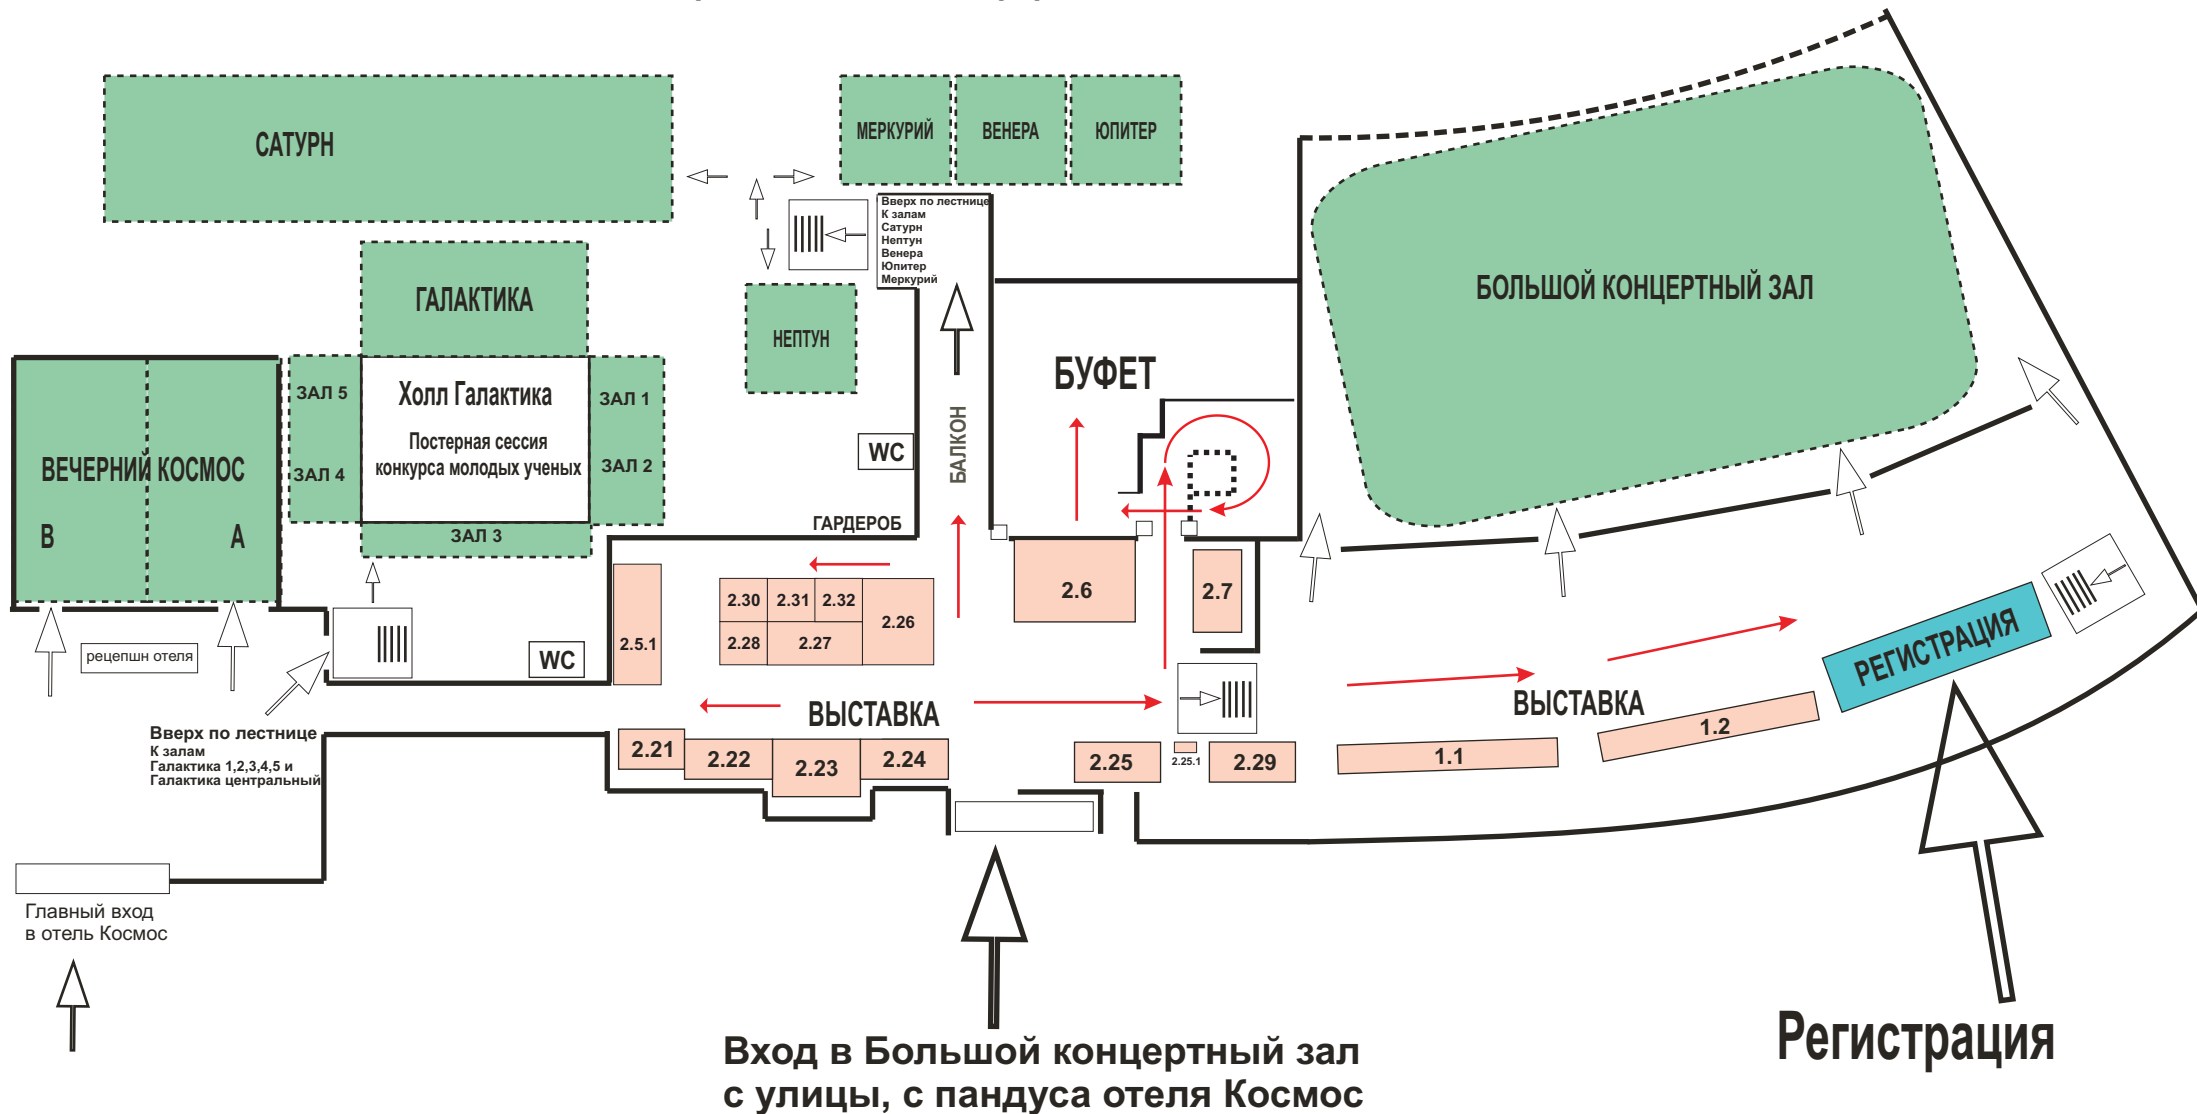 САТУРН
МЕРКУРИЙ
ВЕНЕРА
ЮПИТЕР
Вверх по лестнице
К залам
Сатурн
Нептун
Венера
Юпитер
Меркурий
ГАЛАКТИКА
НЕПТУН
БОЛЬШОЙ КОНЦЕРТНЫЙ ЗАЛ
БУФЕТ
БАЛКОН
WC
ГАРДЕРОБ
ВЕЧЕРНИЙ КОСМОС
В
А
ЗАЛ 5
ЗАЛ 4
Холл Галактика
Постерная сессия
конкурса молодых ученых
ЗАЛ 1
ЗАЛ 2
ЗАЛ 3
рецепшн отеля
WC
2.5.1
2.30
2.31
2.32
2.26
2.28
2.27
2.6
2.7
РЕГИСТРАЦИЯ
ВЫСТАВКА
ВЫСТАВКА
Вверх по лестнице
К залам
Галактика 1,2,3,4,5 и
Галактика центральный
2.21
2.22
2.23
2.24
2.25
2.25.1
2.29
1.1
1.2
Главный вход
в отель Космос
Регистрация
Вход в Большой концертный зал
с улицы, с пандуса отеля Космос